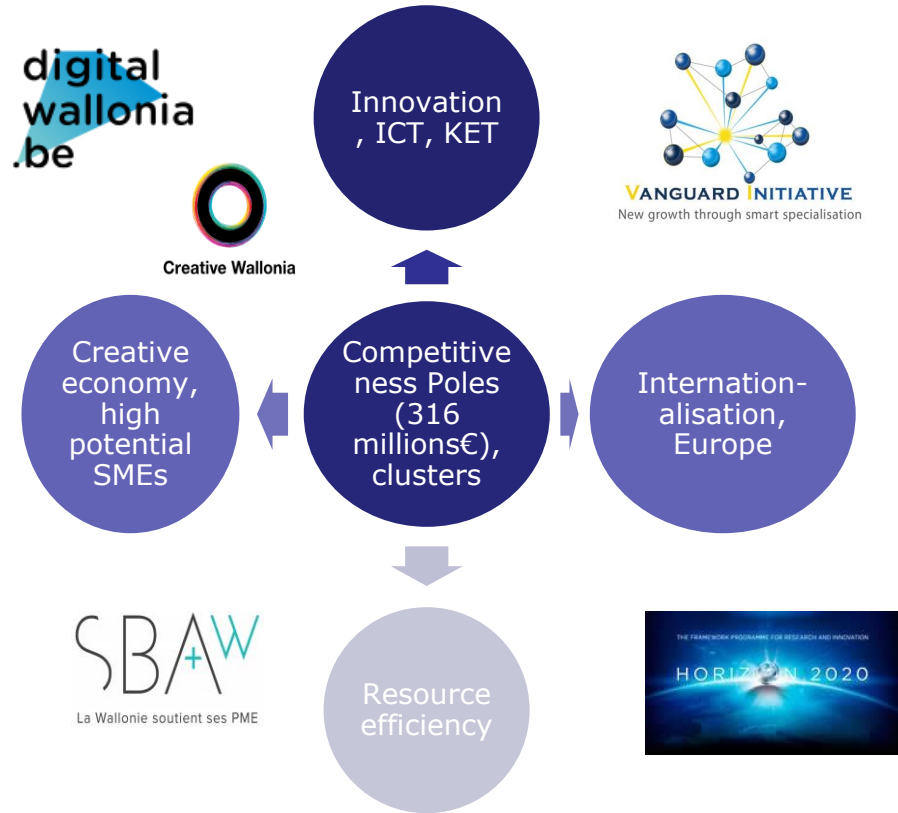 digital
wallonia
.be
Creative Wallonia
Innovation
, ICT, KET
VANGUARD INITIATIVE
New growth through smart specialisation
Creative
economy,
high
potential
SMEs
Competitive
ness Poles
(316
millions€),
clusters
Internation-
alisation,
Europe
SBA+W
La Wallonie soutient ses PME
Resource
efficiency
THE FRAMEWORK PROGRAMME FOR RESEARCH AND INNOVATION
HORIZON 2020